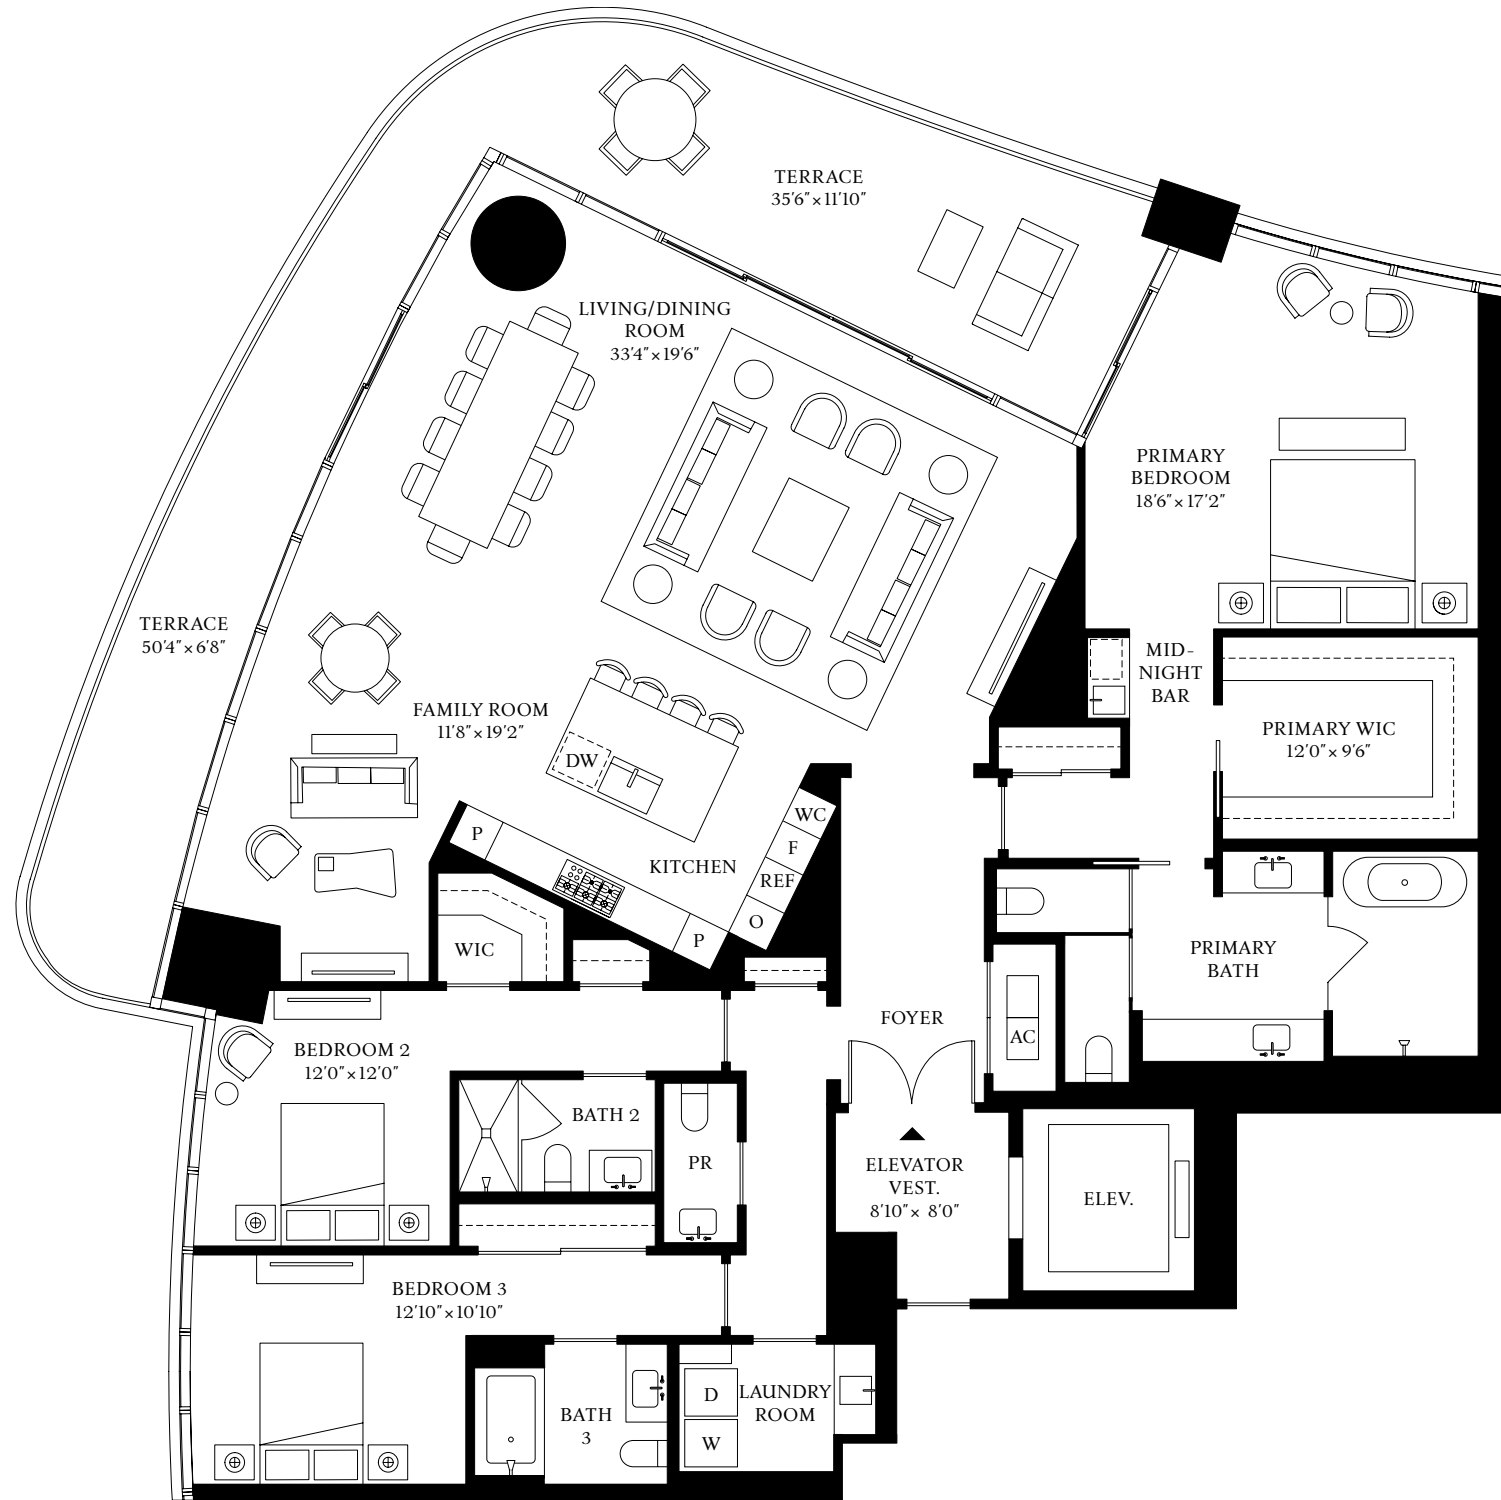 TERRACE
35'6"×11'10"
LIVING/DINING
ROOM
33'4"×19'6"
PRIMARY
BEDROOM
18'6"×17'2"
TERRACE
50'4"×6'8"
MID-
NIGHT
BAR
FAMILY ROOM
11'8"×19'2"
PRIMARY WIC
12'0"×9'6"
DW
WC
P
F
KITCHEN
REF
O
P
WIC
PRIMARY
BATH
FOYER
AC
BEDROOM 2
12'0"×12'0"
BATH 2
PR
ELEVATOR
VEST.
8'10"× 8'0"
ELEV.
BEDROOM 3
12'10"×10'10"
D
LAUNDRY
ROOM
BATH
3
W